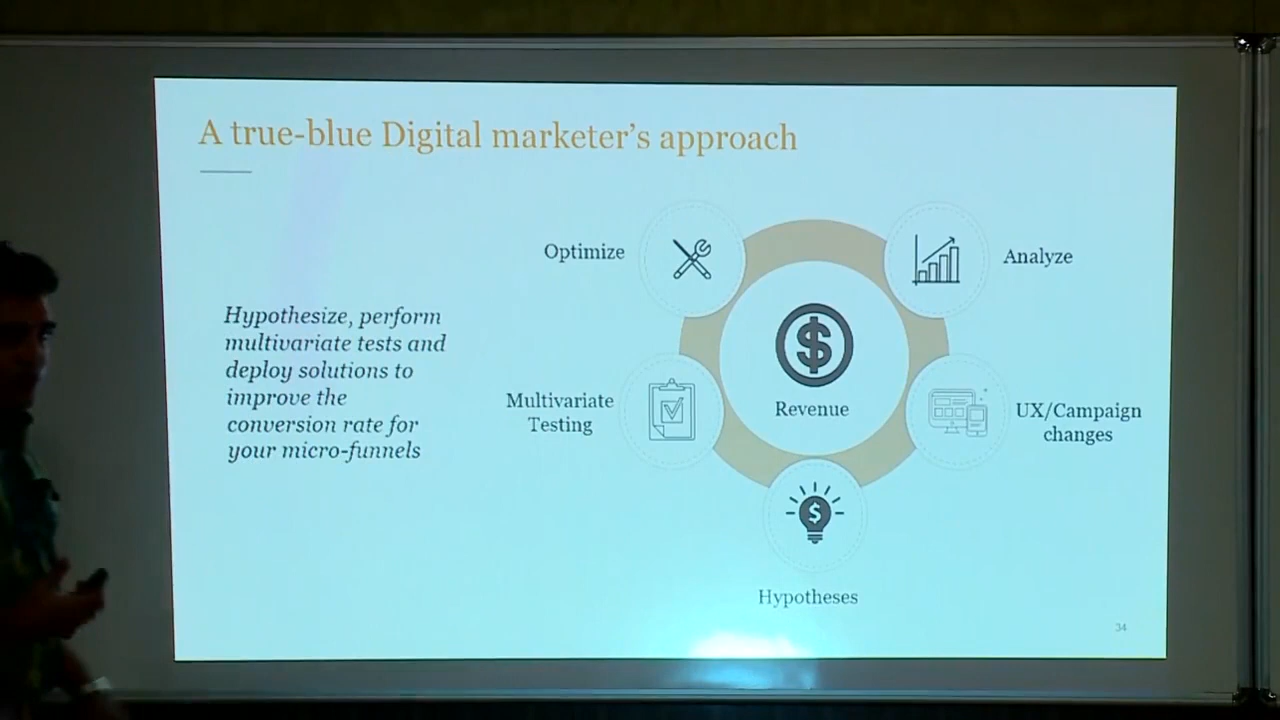 A true-blue Digital marketer's approach
Hypothesize, perform
multivariate tests and
deploy solutions to
improve the
conversion rate for
your micro-funnels
Optimize
Analyze
Multivariate
Testing
$
Revenue
UX/Campaign
changes
$
Hypotheses
34